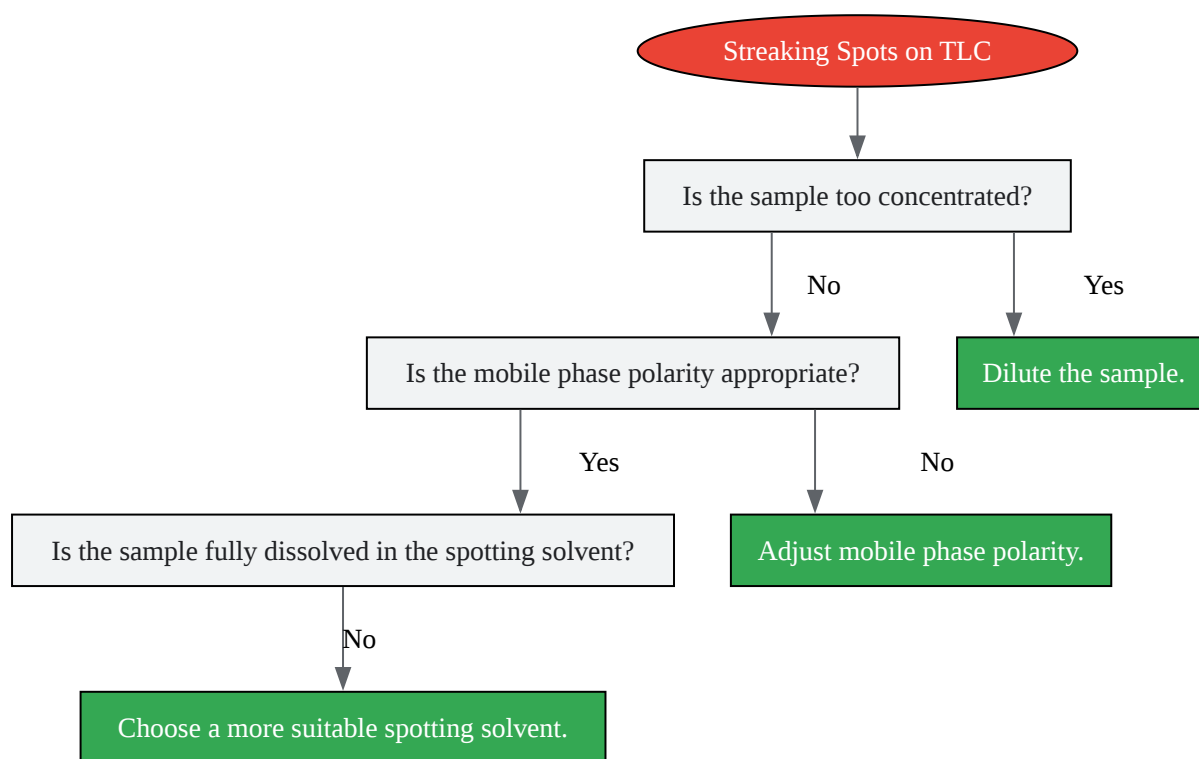 Streaking Spots on TLC
Is the sample too concentrated?
No
Yes
Is the mobile phase polarity appropriate?
Dilute the sample.
Yes
No
Is the sample fully dissolved in the spotting solvent?
Adjust mobile phase polarity.
No
Choose a more suitable spotting solvent.